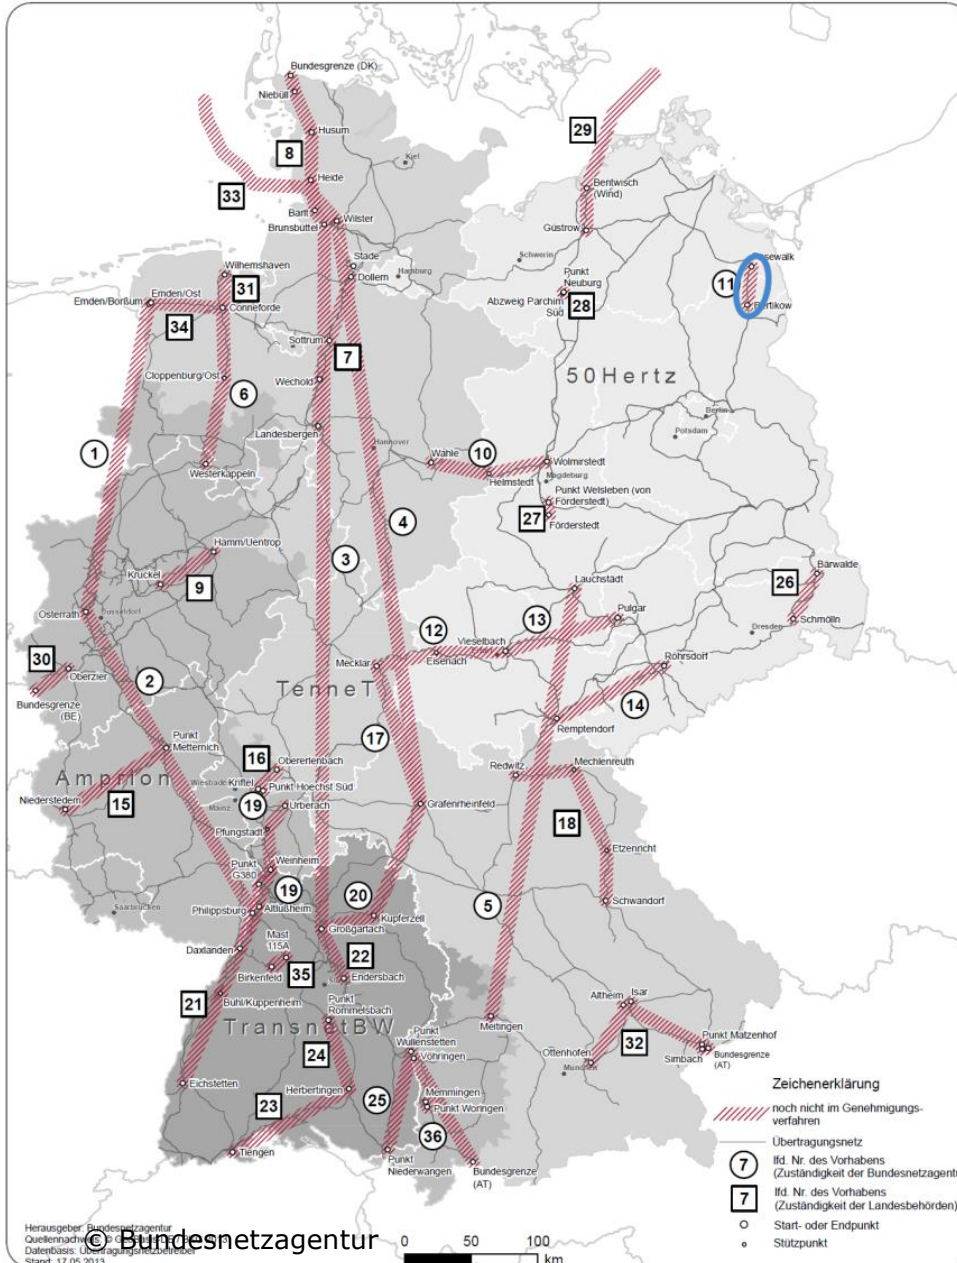 Bundesgrenze (DK)
Niebüll
Husum
8
29
Kiel
Heide
33
Bentwisch
(Wind)
Barlt
Wilster
Brunsbüttel
Güstrow
Stade
Schwerin
Wilhemshaven
Dollern
Hamburg
Punkt
Neuburg
11
31
Emden/Ost
Emden/Borßum
Conneforde
Abzweig Parchim
Süd
28
Bertikow
34
Sottrum
7
Cloppenburg/Ost
Wechold
50Hertz
6
Berlin
Potsdam
Landesbergen
Hannover
1
10
Wahle
Wolmirstedt
Westerkappeln
Helmstedt
Magdeburg
Punkt Welsleben (von
Förderstedt)
27
Förderstedt
4
3
Hamm/Uentrop
Kruckel
9
Bärwalde
26
Lauchstädt
Osterrath
Düsseldorf
Pulgar
Schmölln
Dresden
12
13
Vieselbach
Erfurt
Eisenach
30
Oberzier
2
Mecklar
Röhrsdorf
TenneT
Bundesgrenze
(BE)
14
Remptendorf
17
Punkt
Metternich
16
Obererlenbach
Redwitz
Mechlenreuth
Amprion
Wiesbaden
Kriftel
Punkt Hoechst Süd
Niederstedem
15
Mainz
19
Urberach
Grafenrheinfeld
Pfungstadt
18
Etzenricht
Punkt
G380
Weinheim
19
20
5
Schwandorf
Saarbrücken
Philippsburg
Altlußheim
Kupferzell
Großgartach
Mast
115A
Daxlanden
22
35
Birkenfeld
Endersbach
21
Bühl/Kuppenheim
Punkt
Rommelsbach
Altheim
Isar
TransnetBW
Meitingen
Punkt
Wullenstetten
Punkt Matzenhof
24
Vöhringen
Ottenhofen
32
Simbach
Bundesgrenze
(AT)
München
Eichstetten
Herbertingen
23
25
Memmingen
Punkt Woringen
36
Tiengen
Punkt
Niederwangen
Bundesgrenze
(AT)
Zeichenerklärung
noch nicht im Genehmigungs-
verfahren
Übertragungsnetz
7
lfd. Nr. des Vorhabens
(Zuständigkeit der Bundesnetzagent
7
lfd. Nr. des Vorhabens
(Zuständigkeit der Landesbehörden)
Start- oder Endpunkt
Stützpunkt
Herausgeber: Bundesnetzagentur
© Bundesnetzagentur
Datenbasis: Übertragungsnetzbetreiber
Stand: 17.05.2013
0 50 100
km